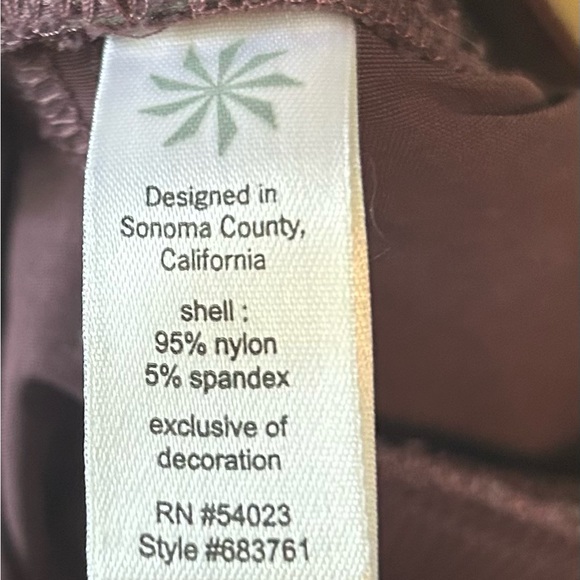 Designed in
Sonoma County,
California
shell :
95% nylon
5% spandex
exclusive of
decoration
RN #54023
Style #683761